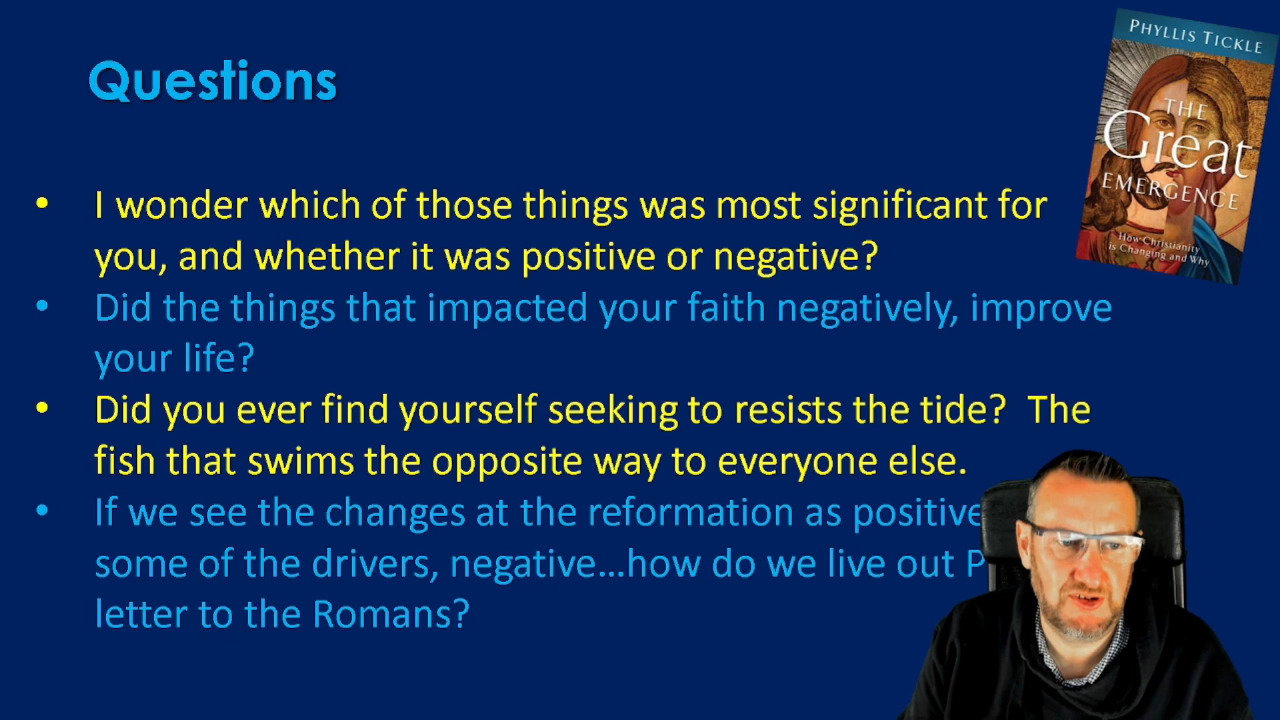 Questions
PHYLLIS TICKLE
THE
Great
EMERGENCE
How Christianity
is Changing and Why
• I wonder which of those things was most significant for
you, and whether it was positive or negative?
• Did the things that impacted your faith negatively, improve
your life?
• Did you ever find yourself seeking to resists the tide?  The
fish that swims the opposite way to everyone else.
• If we see the changes at the reformation as positive
some of the drivers, negative...how do we live out
letter to the Romans?